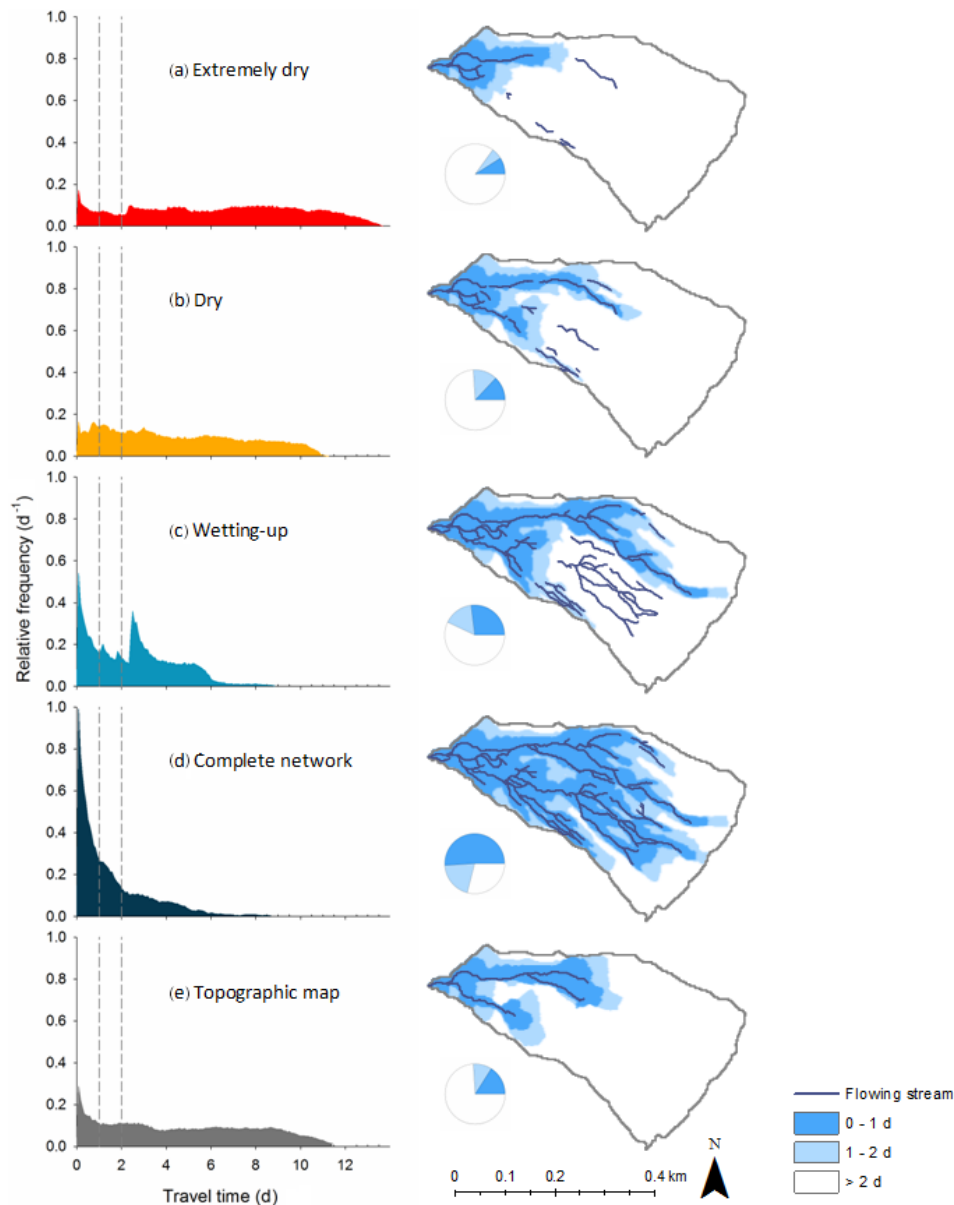 1.0
0.8
0.6
0.4
0.2
0.0
(a) Extremely dry
1.0
0.8
0.6
0.4
0.2
0.0
(b) Dry
Relative frequency (d⁻¹)
1.0
0.8
0.6
0.4
0.2
0.0
(c) Wetting-up
1.0
0.8
0.6
0.4
0.2
0.0
(d) Complete network
1.0
0.8
0.6
0.4
0.2
0.0
(e) Topographic map
0 2 4 6 8 10 12
Travel time (d)
0 0.1 0.2 0.4 km
N
Flowing stream
0 - 1 d
1 - 2 d
> 2 d